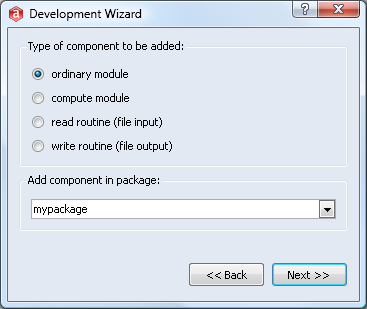 a Development Wizard ?
Type of component to be added:
ordinary module
compute module
read routine (file input)
write routine (file output)
Add component in package:
mypackage
<< Back Next >>